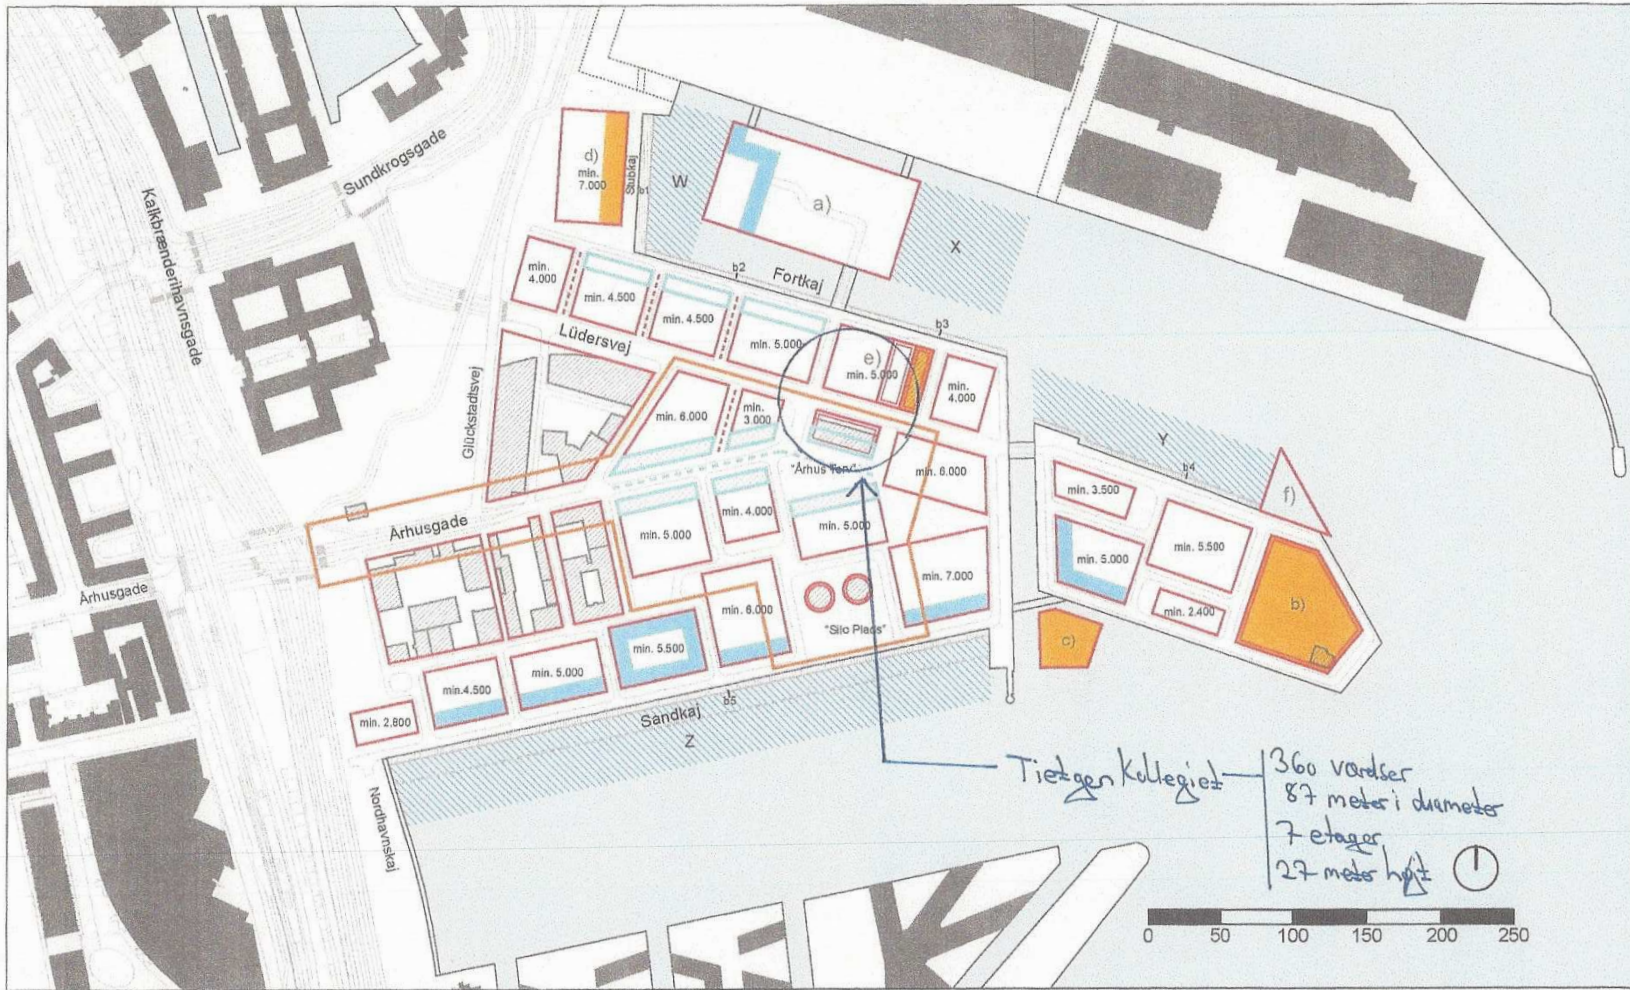 Sundkrogsgade
Kalkbrænderihavnsgade
d)
min.
7.000
Stubkaj
b1
W
a)
X
b2
Fortkaj
b3
min.
4.000
min. 4.500
min. 4.500
min. 5.000
e)
min. 5.000
min.
4.000
Lüdersvej
Glückstadtsvej
min. 6.000
min.
3.000
"Århus Torv"
min. 6.000
Y
b4
f)
min. 3.500
min. 5.500
min. 5.000
min. 2.400
b)
c)
Århusgade
Århusgade
min. 5.000
min. 4.000
min. 5.000
min. 7.000
min. 6.000
"Silo Plads"
min. 5.500
min. 5.000
min.4.500
min. 2.800
b5
Sandkaj
Z
Nordhavnskaj
Tietgen Kollegiet
360 værelser
87 meter i diameter
7 etager
27 meter højt
0 50 100 150 200 250